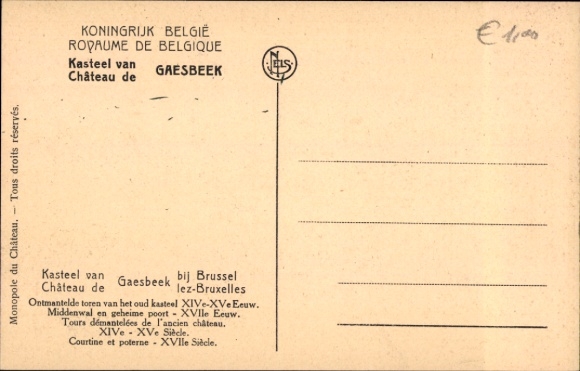 KONINGRIJK BELGIË
ROYAUME DE BELGIQUE
Kasteel van
Château de GAESBEEK
NELS
€ 1,00
Monopole du Château. — Tous droits réservés.
Kasteel van Gaesbeek bij Brussel
Château de lez-Bruxelles
Ontmantelde toren van het oud kasteel XIVe-XVe Eeuw.
Middenwal en geheime poort - XVIIe Eeuw.
Tours démantelées de l'ancien château.
XIVe - XVe Siècle.
Courtine et poterne - XVIIe Siècle.